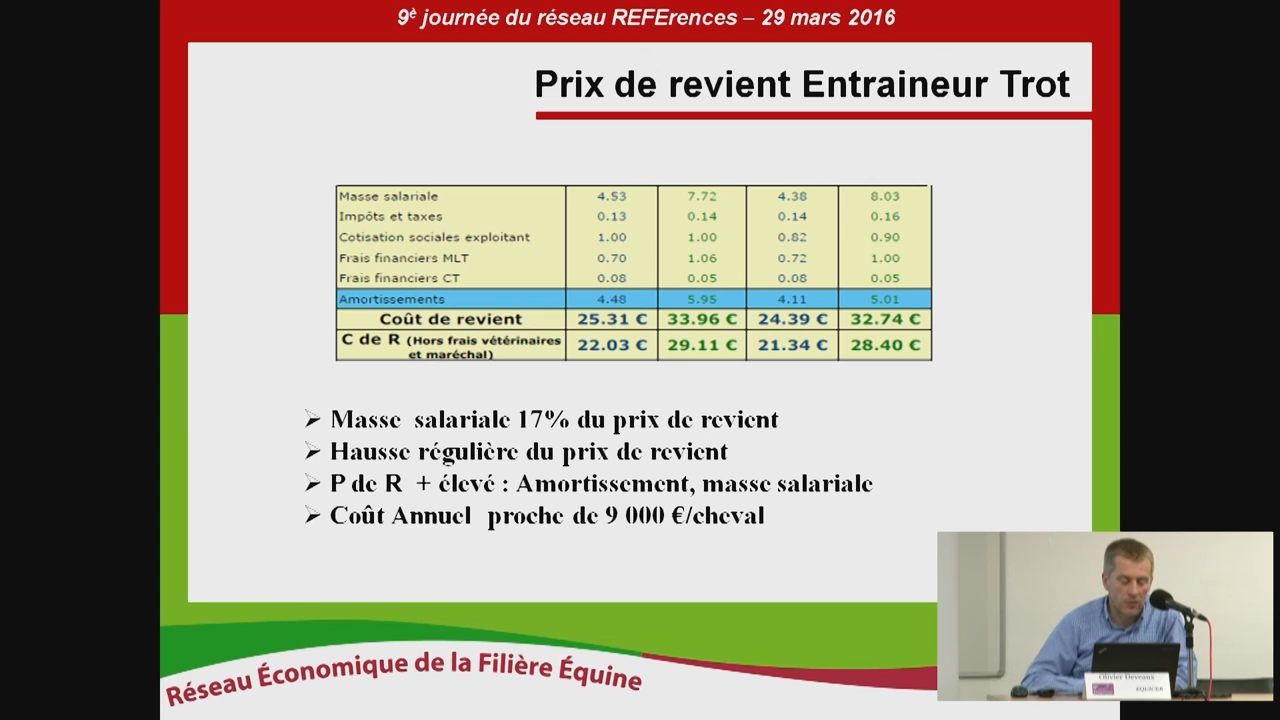 9è journée du réseau REFErences – 29 mars 2016
Prix de revient Entraineur Trot
Masse salariale 4.53 7.72 4.38 8.03
Impôts et taxes 0.13 0.14 0.14 0.16
Cotisation sociales exploitant 1.00 1.00 0.82 0.90
Frais financiers MLT 0.70 1.06 0.72 1.00
Frais financiers CT 0.08 0.05 0.08 0.05
Amortissements 4.48 5.95 4.11 5.01
Coût de revient 25.31 € 33.96 € 24.39 € 32.74 €
C de R (Hors frais vétérinaires et maréchal) 22.03 € 29.11 € 21.34 € 28.40 €
➢ Masse salariale 17% du prix de revient
➢ Hausse régulière du prix de revient
➢ P de R + élevé : Amortissement, masse salariale
➢ Coût Annuel proche de 9 000 €/cheval
Réseau Économique de la Filière Équine
Olivier Deveaux
EQUICER